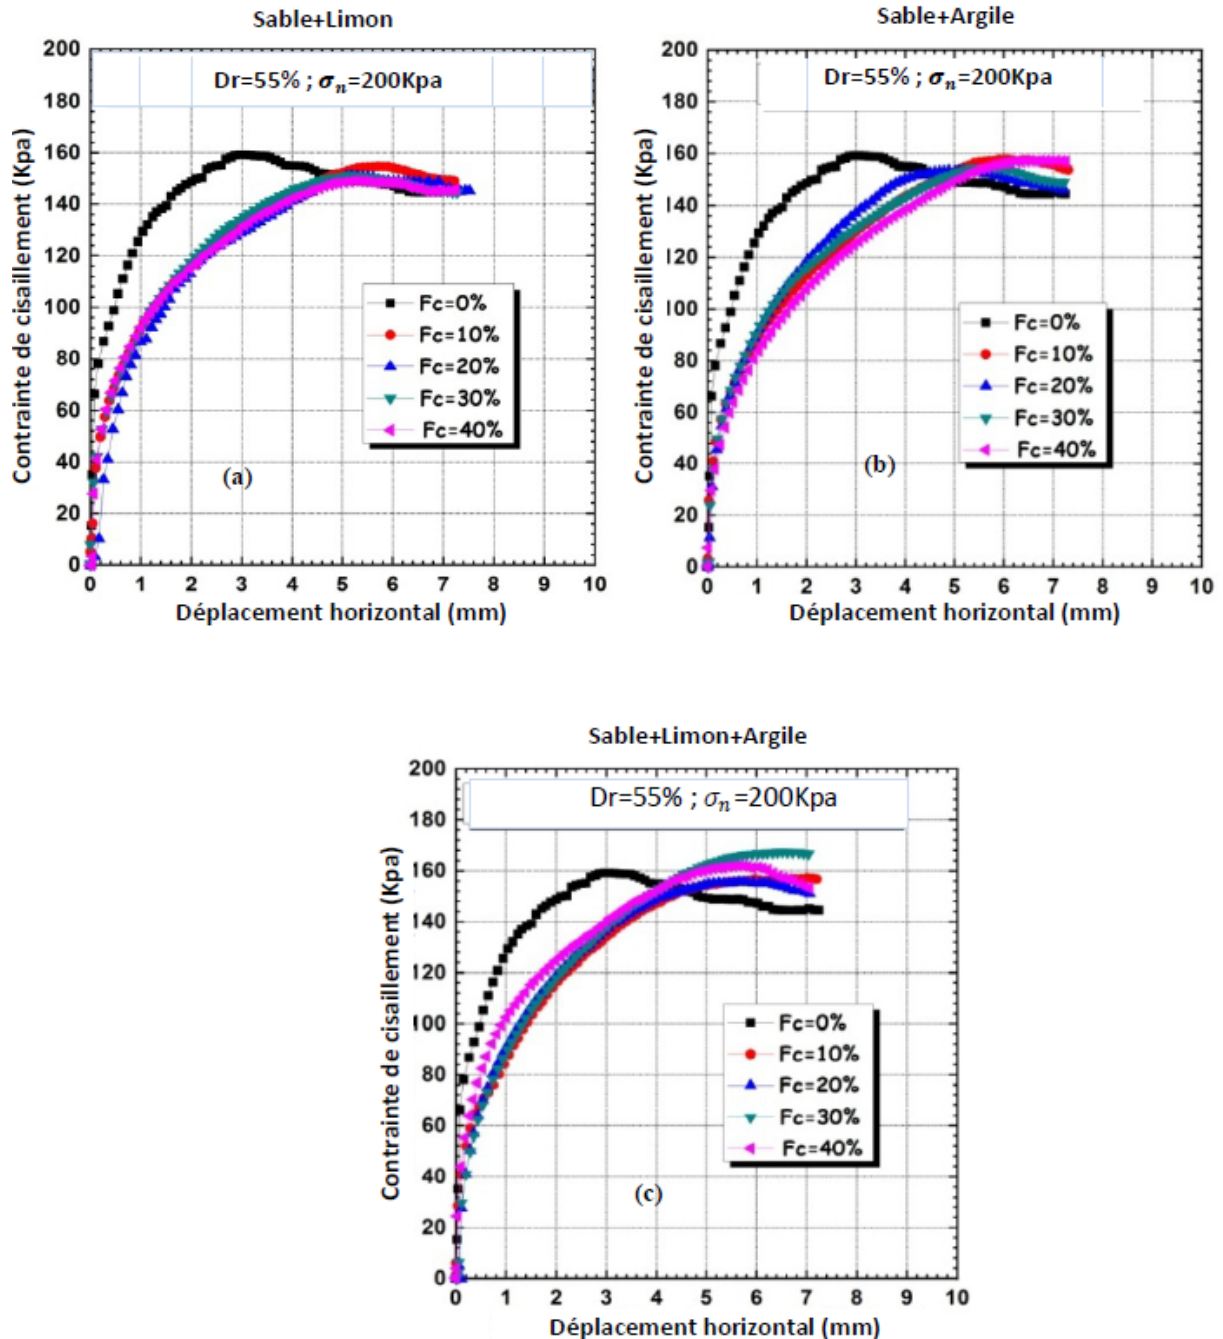 Sable+Limon
Dr=55% ; σn=200Kpa
Contrainte de cisaillement (Kpa)
200
180
160
140
120
100
80
60
40
20
0
Fc=0%
Fc=10%
Fc=20%
Fc=30%
Fc=40%
(a)
0 1 2 3 4 5 6 7 8 9 10
Déplacement horizontal (mm)
Sable+Argile
Dr=55% ; σn=200Kpa
Contrainte de cisaillement (Kpa)
200
180
160
140
120
100
80
60
40
20
0
Fc=0%
Fc=10%
Fc=20%
Fc=30%
Fc=40%
(b)
0 1 2 3 4 5 6 7 8 9 10
Déplacement horizontal (mm)
Sable+Limon+Argile
Dr=55% ; σn=200Kpa
Contrainte de cisaillement (Kpa)
200
180
160
140
120
100
80
60
40
20
0
Fc=0%
Fc=10%
Fc=20%
Fc=30%
Fc=40%
(c)
0 1 2 3 4 5 6 7 8 9 10
Déplacement horizontal (mm)